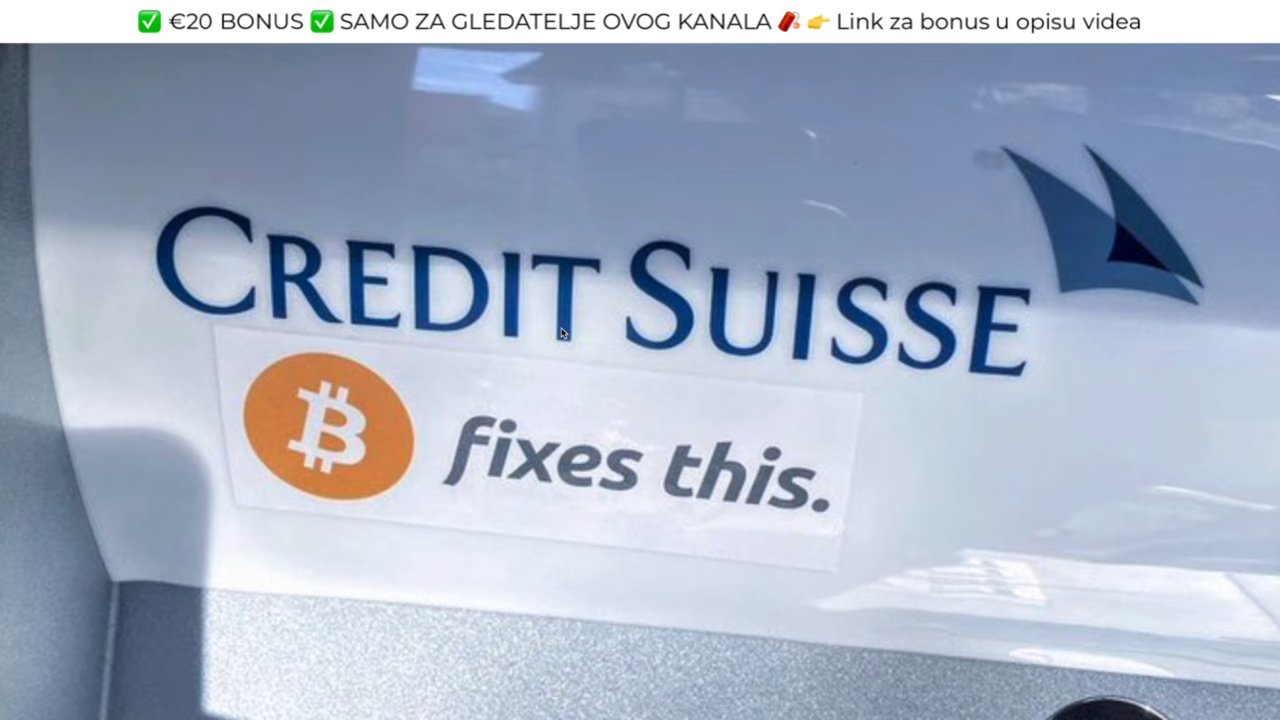 ✅ €20 BONUS ✅ SAMO ZA GLEDATELJE OVOG KANALA 🧧 👉 Link za bonus u opisu videa
CREDIT SUISSE
₿ fixes this.